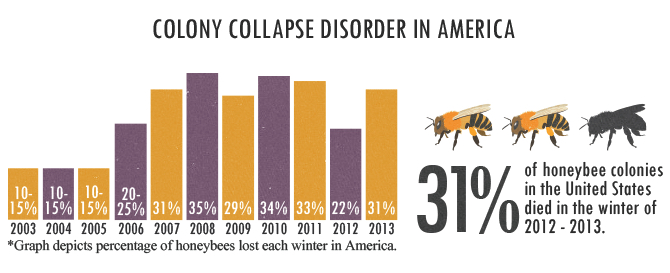 COLONY COLLAPSE DISORDER IN AMERICA
10-
15%
10-
15%
10-
15%
20-
25%
31%
35%
29%
34%
33%
22%
31%
2003 2004 2005 2006 2007 2008 2009 2010 2011 2012 2013
*Graph depicts percentage of honeybees lost each winter in America.
31%
of honeybee colonies
in the United States
died in the winter of
2012 - 2013.